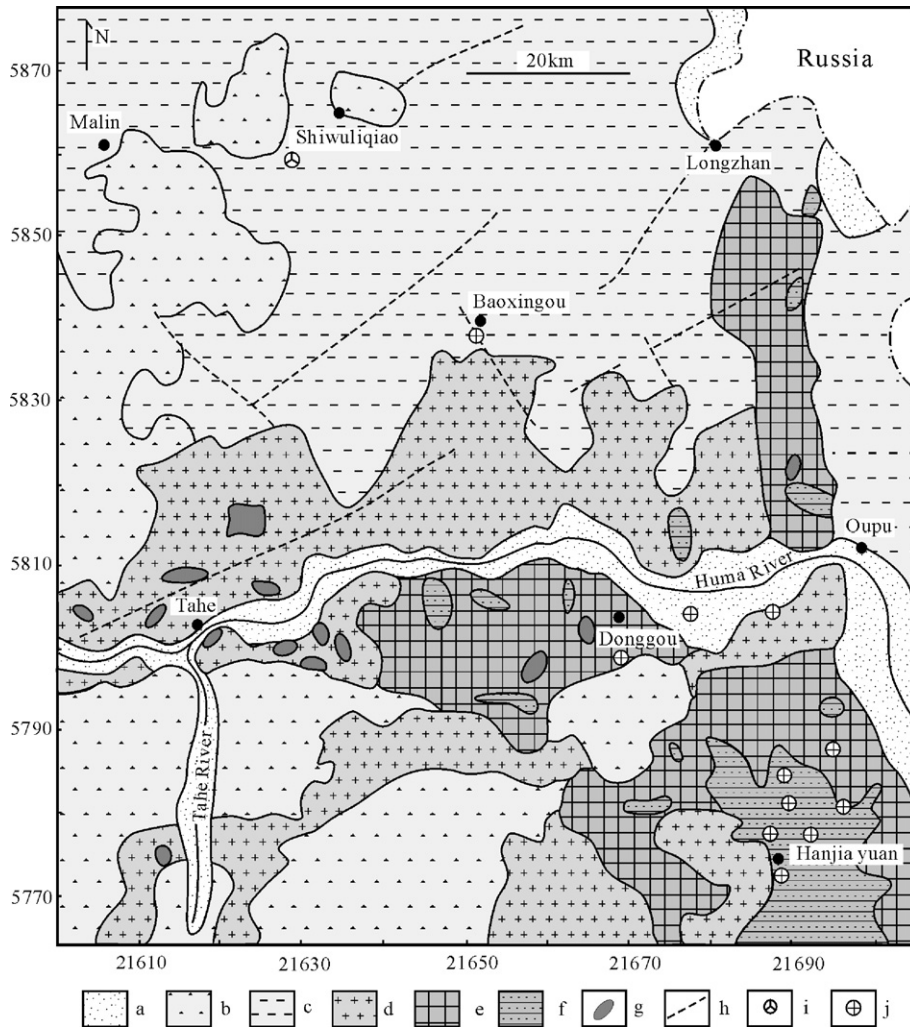 N
5870
20km
Russia
Malin
Shiwuliqiao
Longzhan
5850
Baoxingou
5830
5810
Oupu
Huma River
Tahe
Donggou
5790
Tahe River
Hanjia yuan
5770
21610 21630 21650 21670 21690
a b c d e f g h i j